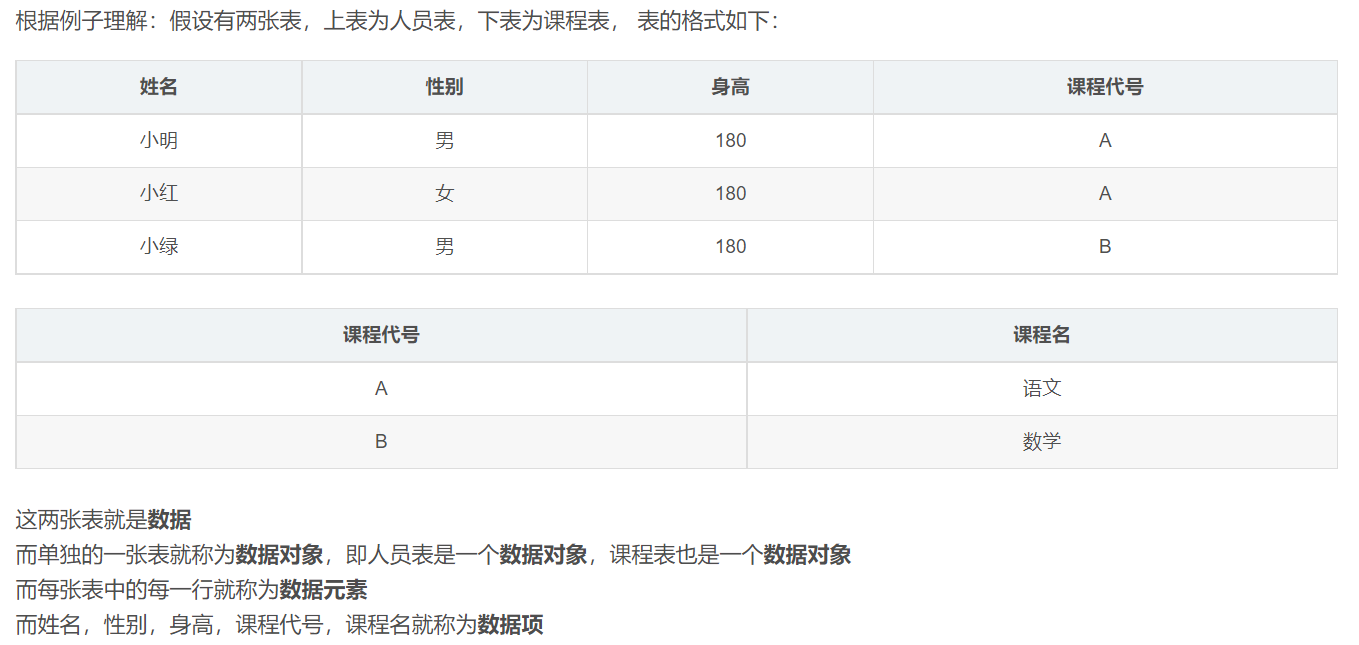 根据例子理解：假设有两张表，上表为人员表，下表为课程表， 表的格式如下：
姓名 性别 身高 课程代号
小明 男 180 A
小红 女 180 A
小绿 男 180 B
课程代号 课程名
A 语文
B 数学
这两张表就是数据
而单独的一张表就称为数据对象，即人员表是一个数据对象，课程表也是一个数据对象
而每张表中的每一行就称为数据元素
而姓名，性别，身高，课程代号，课程名就称为数据项